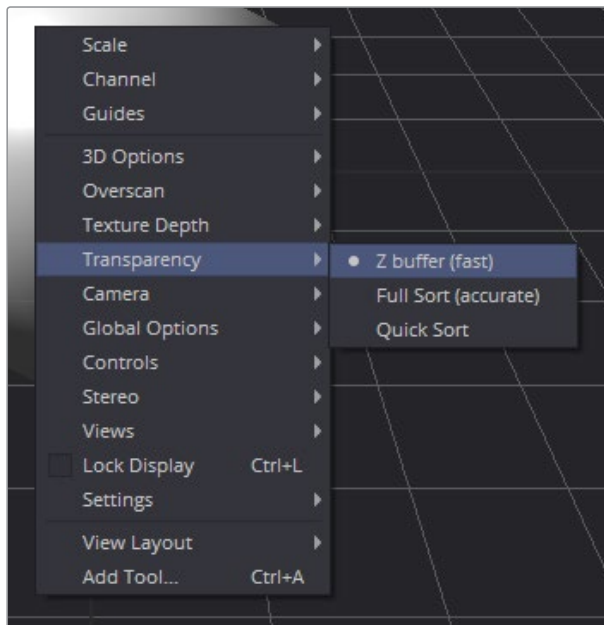 Scale
Channel
Guides
3D Options
Overscan
Texture Depth
Transparency
Z buffer (fast)
Full Sort (accurate)
Quick Sort
Camera
Global Options
Controls
Stereo
Views
Lock Display Ctrl+L
Settings
View Layout
Add Tool... Ctrl+A